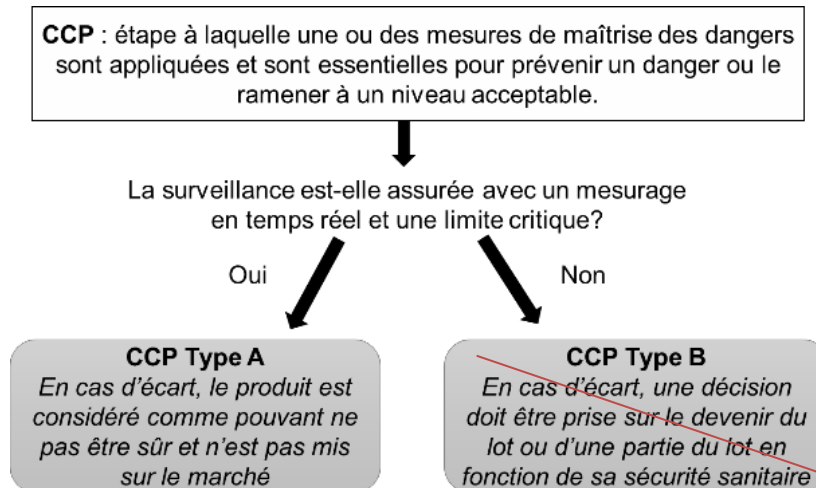 CCP : étape à laquelle une ou des mesures de maîtrise des dangers
sont appliquées et sont essentielles pour prévenir un danger ou le
ramener à un niveau acceptable.
La surveillance est-elle assurée avec un mesurage
en temps réel et une limite critique?
Oui
Non
CCP Type A
En cas d'écart, le produit est
considéré comme pouvant ne
pas être sûr et n'est pas mis
sur le marché
CCP Type B
En cas d'écart, une décision
doit être prise sur le devenir du
lot ou d'une partie du lot en
fonction de sa sécurité sanitaire